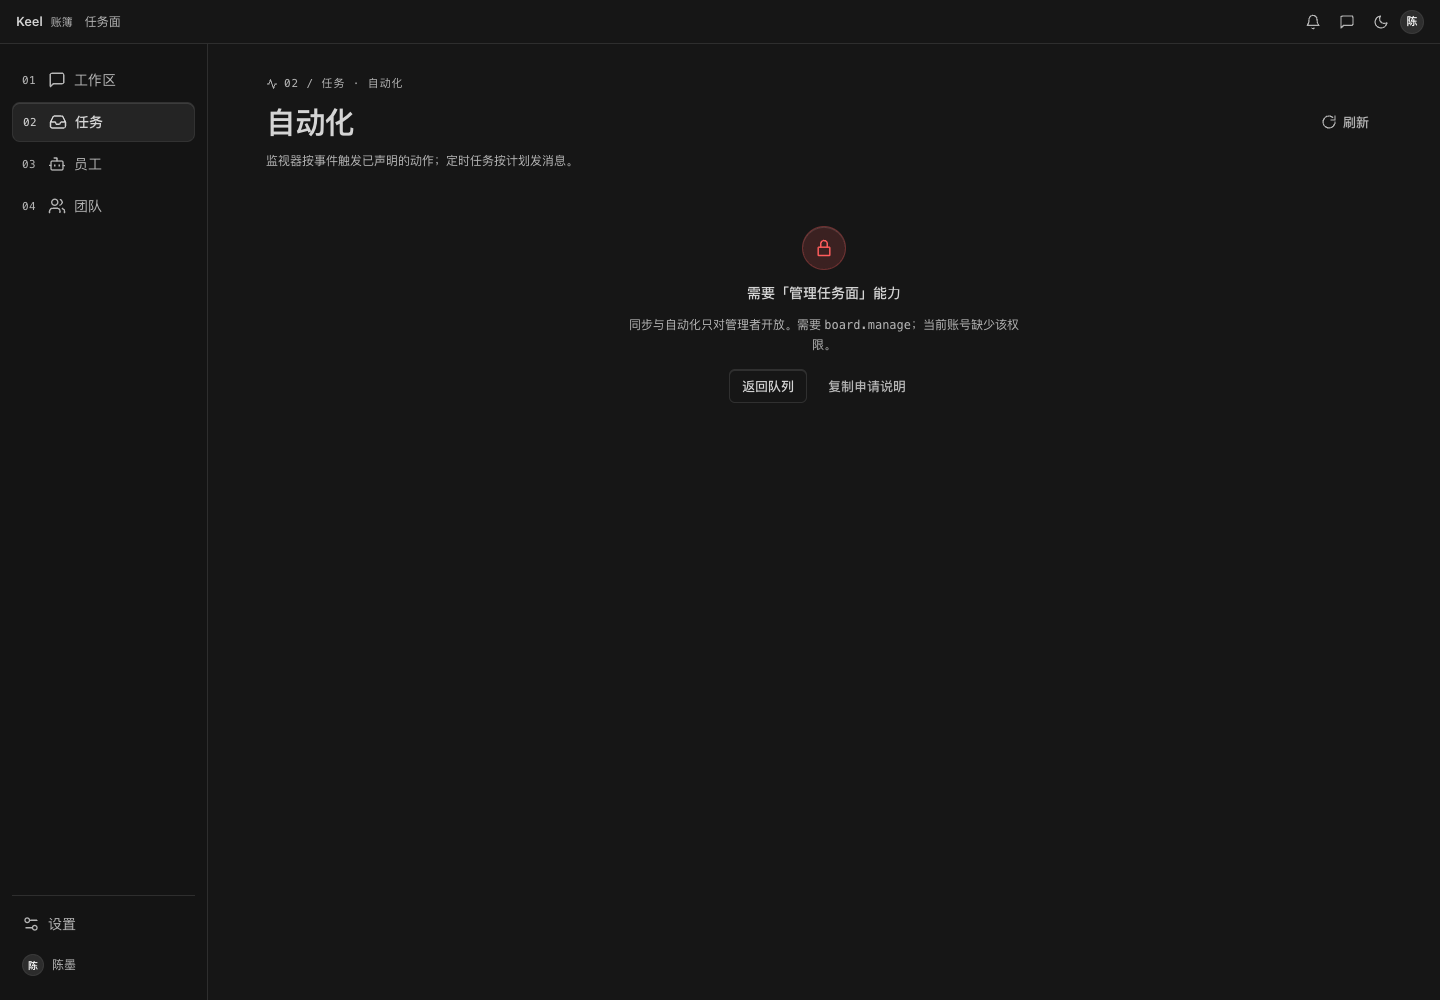 Keel 账簿 任务面
陈
01 工作区
02 任务
03 员工
04 团队
02 / 任务 · 自动化
自动化
刷新
监视器按事件触发已声明的动作；定时任务按计划发消息。
需要「管理任务面」能力
同步与自动化只对管理者开放。需要 board.manage；当前账号缺少该权
限。
返回队列
复制申请说明
设置
陈 陈墨